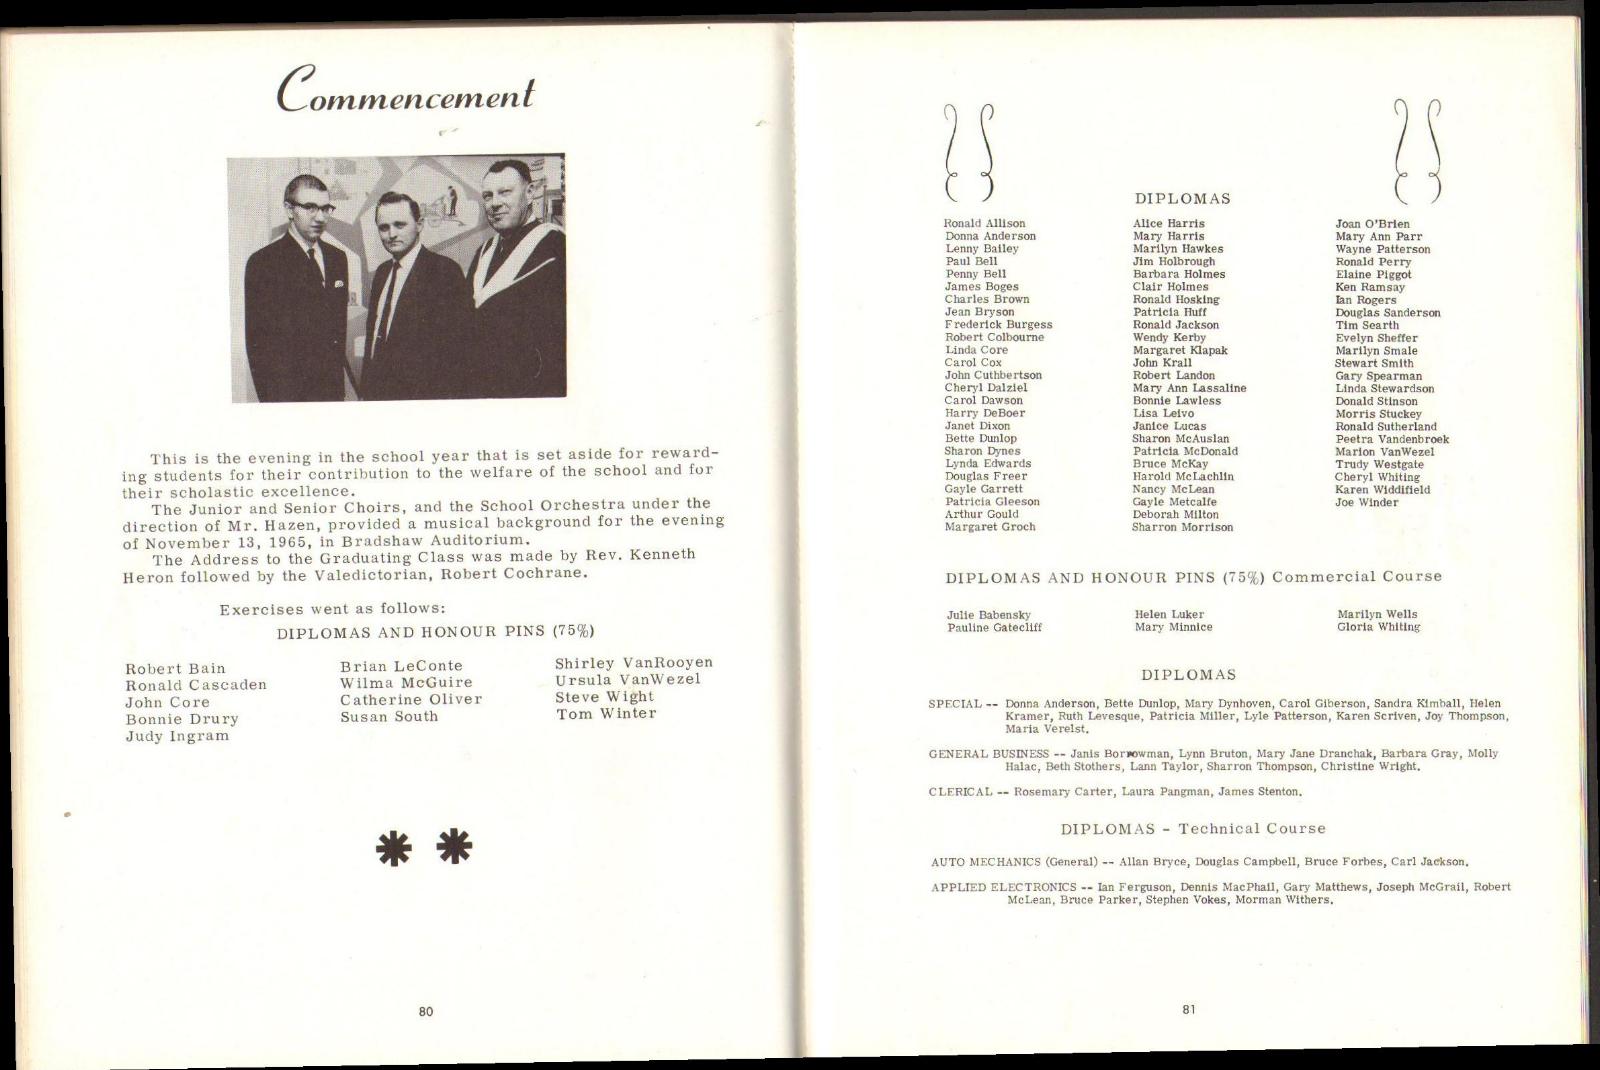 Commencement
This is the evening in the school year that is set aside for reward-
ing students for their contribution to the welfare of the school and for
their scholastic excellence.
The Junior and Senior Choirs, and the School Orchestra under the
direction of Mr. Hazen, provided a musical background for the evening
of November 13, 1965, in Bradshaw Auditorium.
The Address to the Graduating Class was made by Rev. Kenneth
Heron followed by the Valedictorian, Robert Cochrane.
Exercises went as follows:
DIPLOMAS AND HONOUR PINS (75%)
Robert Bain
Ronald Cascaden
John Core
Bonnie Drury
Judy Ingram
Brian LeConte
Wilma McGuire
Catherine Oliver
Susan South
Shirley VanRooyen
Ursula VanWezel
Steve Wight
Tom Winter
80
DIPLOMAS
Ronald Allison
Donna Anderson
Lenny Bailey
Paul Bell
Penny Bell
James Boges
Charles Brown
Jean Bryson
Frederick Burgess
Robert Colbourne
Linda Core
Carol Cox
John Cuthbertson
Cheryl Dalziel
Carol Dawson
Harry DeBoer
Janet Dixon
Bette Dunlop
Sharon Dynes
Lynda Edwards
Douglas Freer
Gayle Garrett
Patricia Gleeson
Arthur Gould
Margaret Groch
Alice Harris
Mary Harris
Marilyn Hawkes
Jim Holbrough
Barbara Holmes
Clair Holmes
Ronald Hosking
Patricia Huff
Ronald Jackson
Wendy Kerby
Margaret Klapak
John Krall
Robert Landon
Mary Ann Lassaline
Bonnie Lawless
Lisa Leivo
Janice Lucas
Sharon McAuslan
Patricia McDonald
Bruce McKay
Harold McLachlin
Nancy McLean
Gayle Metcalfe
Deborah Milton
Sharron Morrison
Joan O'Brien
Mary Ann Parr
Wayne Patterson
Ronald Perry
Elaine Piggot
Ken Ramsay
Ian Rogers
Douglas Sanderson
Tim Searth
Evelyn Sheffer
Marilyn Smale
Stewart Smith
Gary Spearman
Linda Stewardson
Donald Stinson
Morris Stuckey
Ronald Sutherland
Peetra Vandenbroek
Marion VanWezel
Trudy Westgate
Cheryl Whiting
Karen Widdifield
Joe Winder
DIPLOMAS AND HONOUR PINS (75%) Commercial Course
Julie Babensky
Pauline Gatecliff
Helen Luker
Mary Minnice
Marilyn Wells
Gloria Whiting
DIPLOMAS
SPECIAL -- Donna Anderson, Bette Dunlop, Mary Dynhoven, Carol Giberson, Sandra Kimball, Helen
Kramer, Ruth Levesque, Patricia Miller, Lyle Patterson, Karen Scriven, Joy Thompson,
Maria Verelst.
GENERAL BUSINESS -- Janis Borrowman, Lynn Bruton, Mary Jane Dranchak, Barbara Gray, Molly
Halac, Beth Stothers, Lann Taylor, Sharron Thompson, Christine Wright.
CLERICAL -- Rosemary Carter, Laura Pangman, James Stenton.
DIPLOMAS - Technical Course
AUTO MECHANICS (General) -- Allan Bryce, Douglas Campbell, Bruce Forbes, Carl Jackson.
APPLIED ELECTRONICS -- Ian Ferguson, Dennis MacPhail, Gary Matthews, Joseph McGrail, Robert
McLean, Bruce Parker, Stephen Vokes, Morman Withers.
81